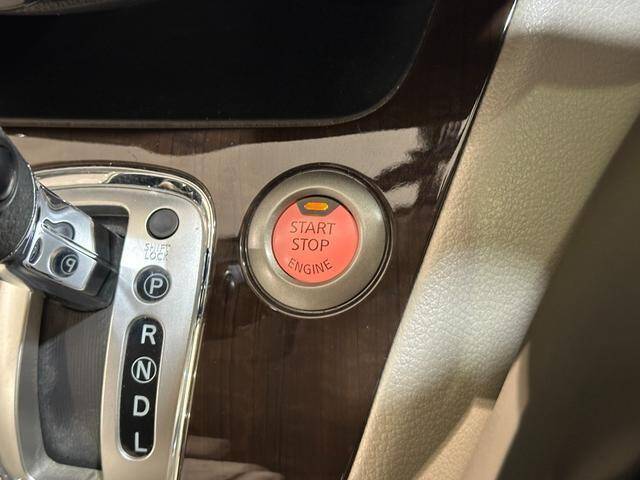 START
STOP
ENGINE
SHIFT
LOCK
P
R
N
D
L